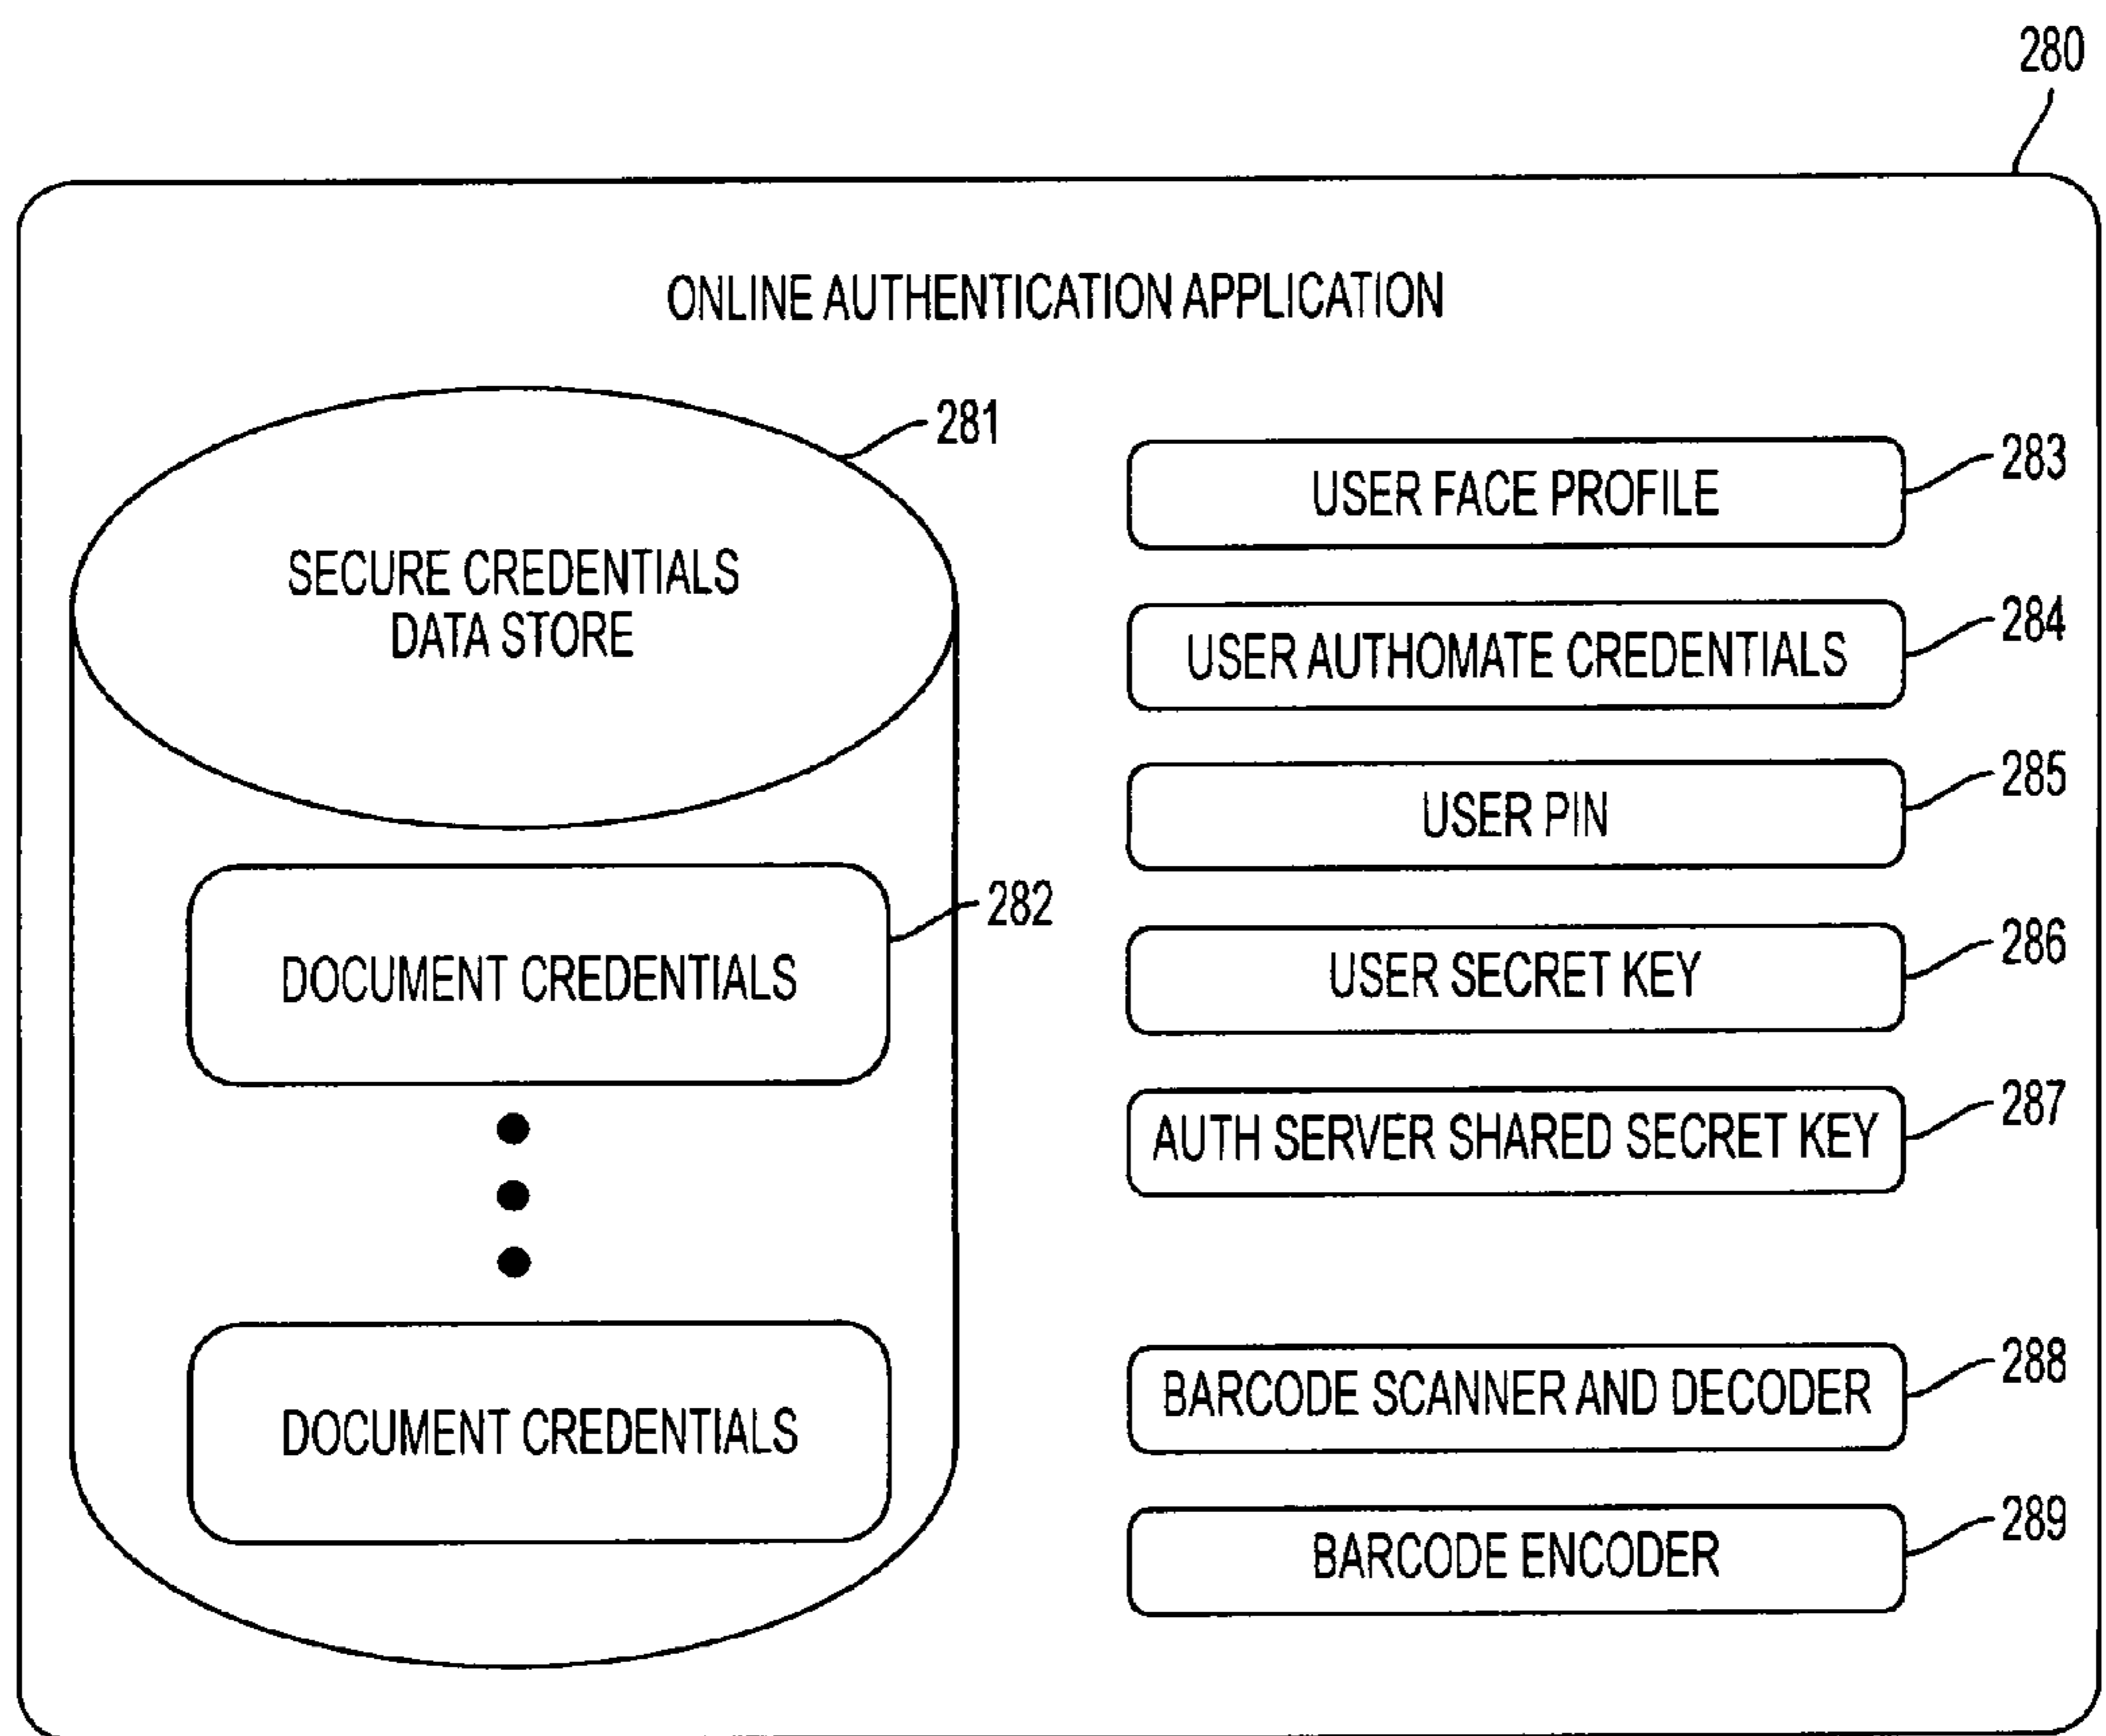 280
ONLINE AUTHENTICATION APPLICATION
281
SECURE CREDENTIALS
DATA STORE
282
DOCUMENT CREDENTIALS
DOCUMENT CREDENTIALS
283
USER FACE PROFILE
284
USER AUTHOMATE CREDENTIALS
285
USER PIN
286
USER SECRET KEY
287
AUTH SERVER SHARED SECRET KEY
288
BARCODE SCANNER AND DECODER
289
BARCODE ENCODER